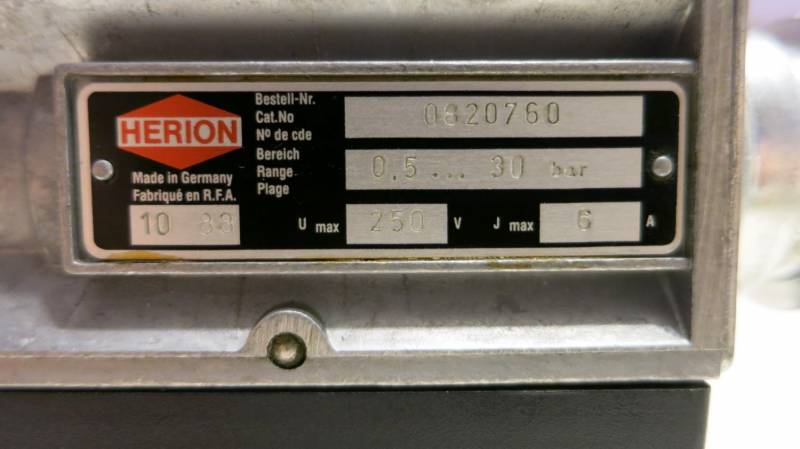 HERION
Made in Germany
Fabriqué en R.F.A.
10
Bestell-Nr.
Cat.No
Nº de cde
0820760
Bereich
Range
Plage
0,5 ... 30 bar
U max 250 V J max 6 A